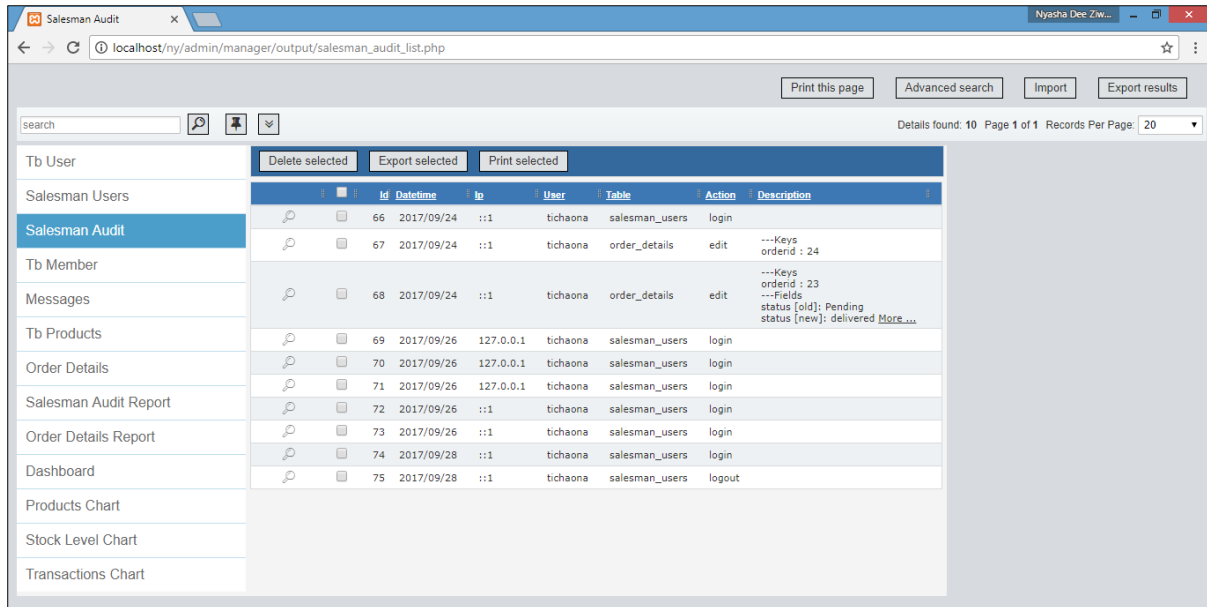 Salesman Audit
Nyasha Dee Ziw...
localhost/ny/admin/manager/output/salesman_audit_list.php
Print this page Advanced search Import Export results
search
Details found: 10 Page 1 of 1 Records Per Page: 20
Tb User
Salesman Users
Salesman Audit
Tb Member
Messages
Tb Products
Order Details
Salesman Audit Report
Order Details Report
Dashboard
Products Chart
Stock Level Chart
Transactions Chart
Delete selected Export selected Print selected
Id Datetime Ip User Table Action Description
66 2017/09/24 ::1 tichaona salesman_users login
67 2017/09/24 ::1 tichaona order_details edit ---Keys
orderid : 24
68 2017/09/24 ::1 tichaona order_details edit ---Keys
orderid : 23
---Fields
status [old]: Pending
status [new]: delivered More ...
69 2017/09/26 127.0.0.1 tichaona salesman_users login
70 2017/09/26 127.0.0.1 tichaona salesman_users login
71 2017/09/26 127.0.0.1 tichaona salesman_users login
72 2017/09/26 ::1 tichaona salesman_users login
73 2017/09/26 ::1 tichaona salesman_users login
74 2017/09/28 ::1 tichaona salesman_users login
75 2017/09/28 ::1 tichaona salesman_users logout